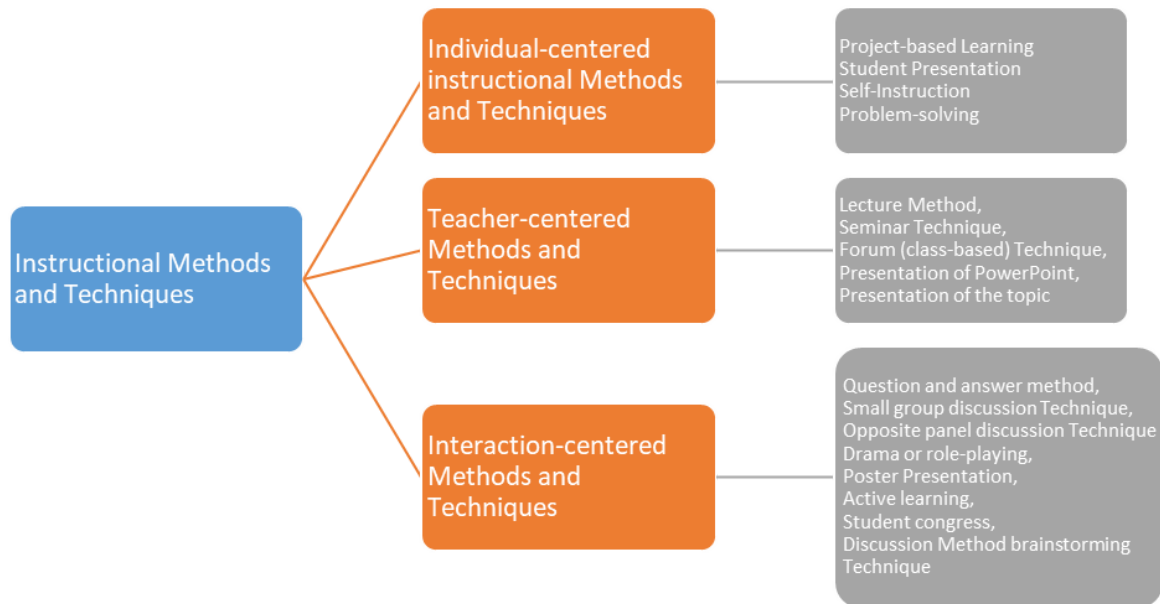 Instructional Methods
and Techniques
Individual-centered
instructional Methods
and Techniques
Project-based Learning
Student Presentation
Self-Instruction
Problem-solving
Teacher-centered
Methods and
Techniques
Lecture Method,
Seminar Technique,
Forum (class-based) Technique,
Presentation of PowerPoint,
Presentation of the topic
Interaction-centered
Methods and
Techniques
Question and answer method,
Small group discussion Technique,
Opposite panel discussion Technique
Drama or role-playing,
Poster Presentation,
Active learning,
Student congress,
Discussion Method brainstorming
Technique